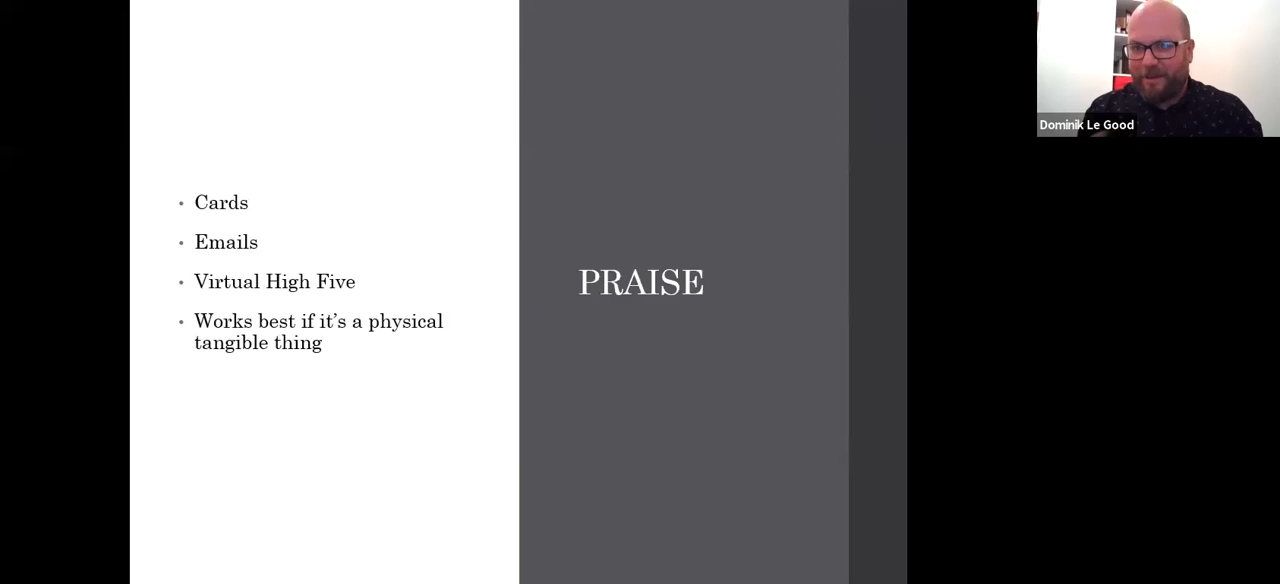 Cards
Emails
Virtual High Five
Works best if it’s a physical
tangible thing
PRAISE
Dominik Le Good